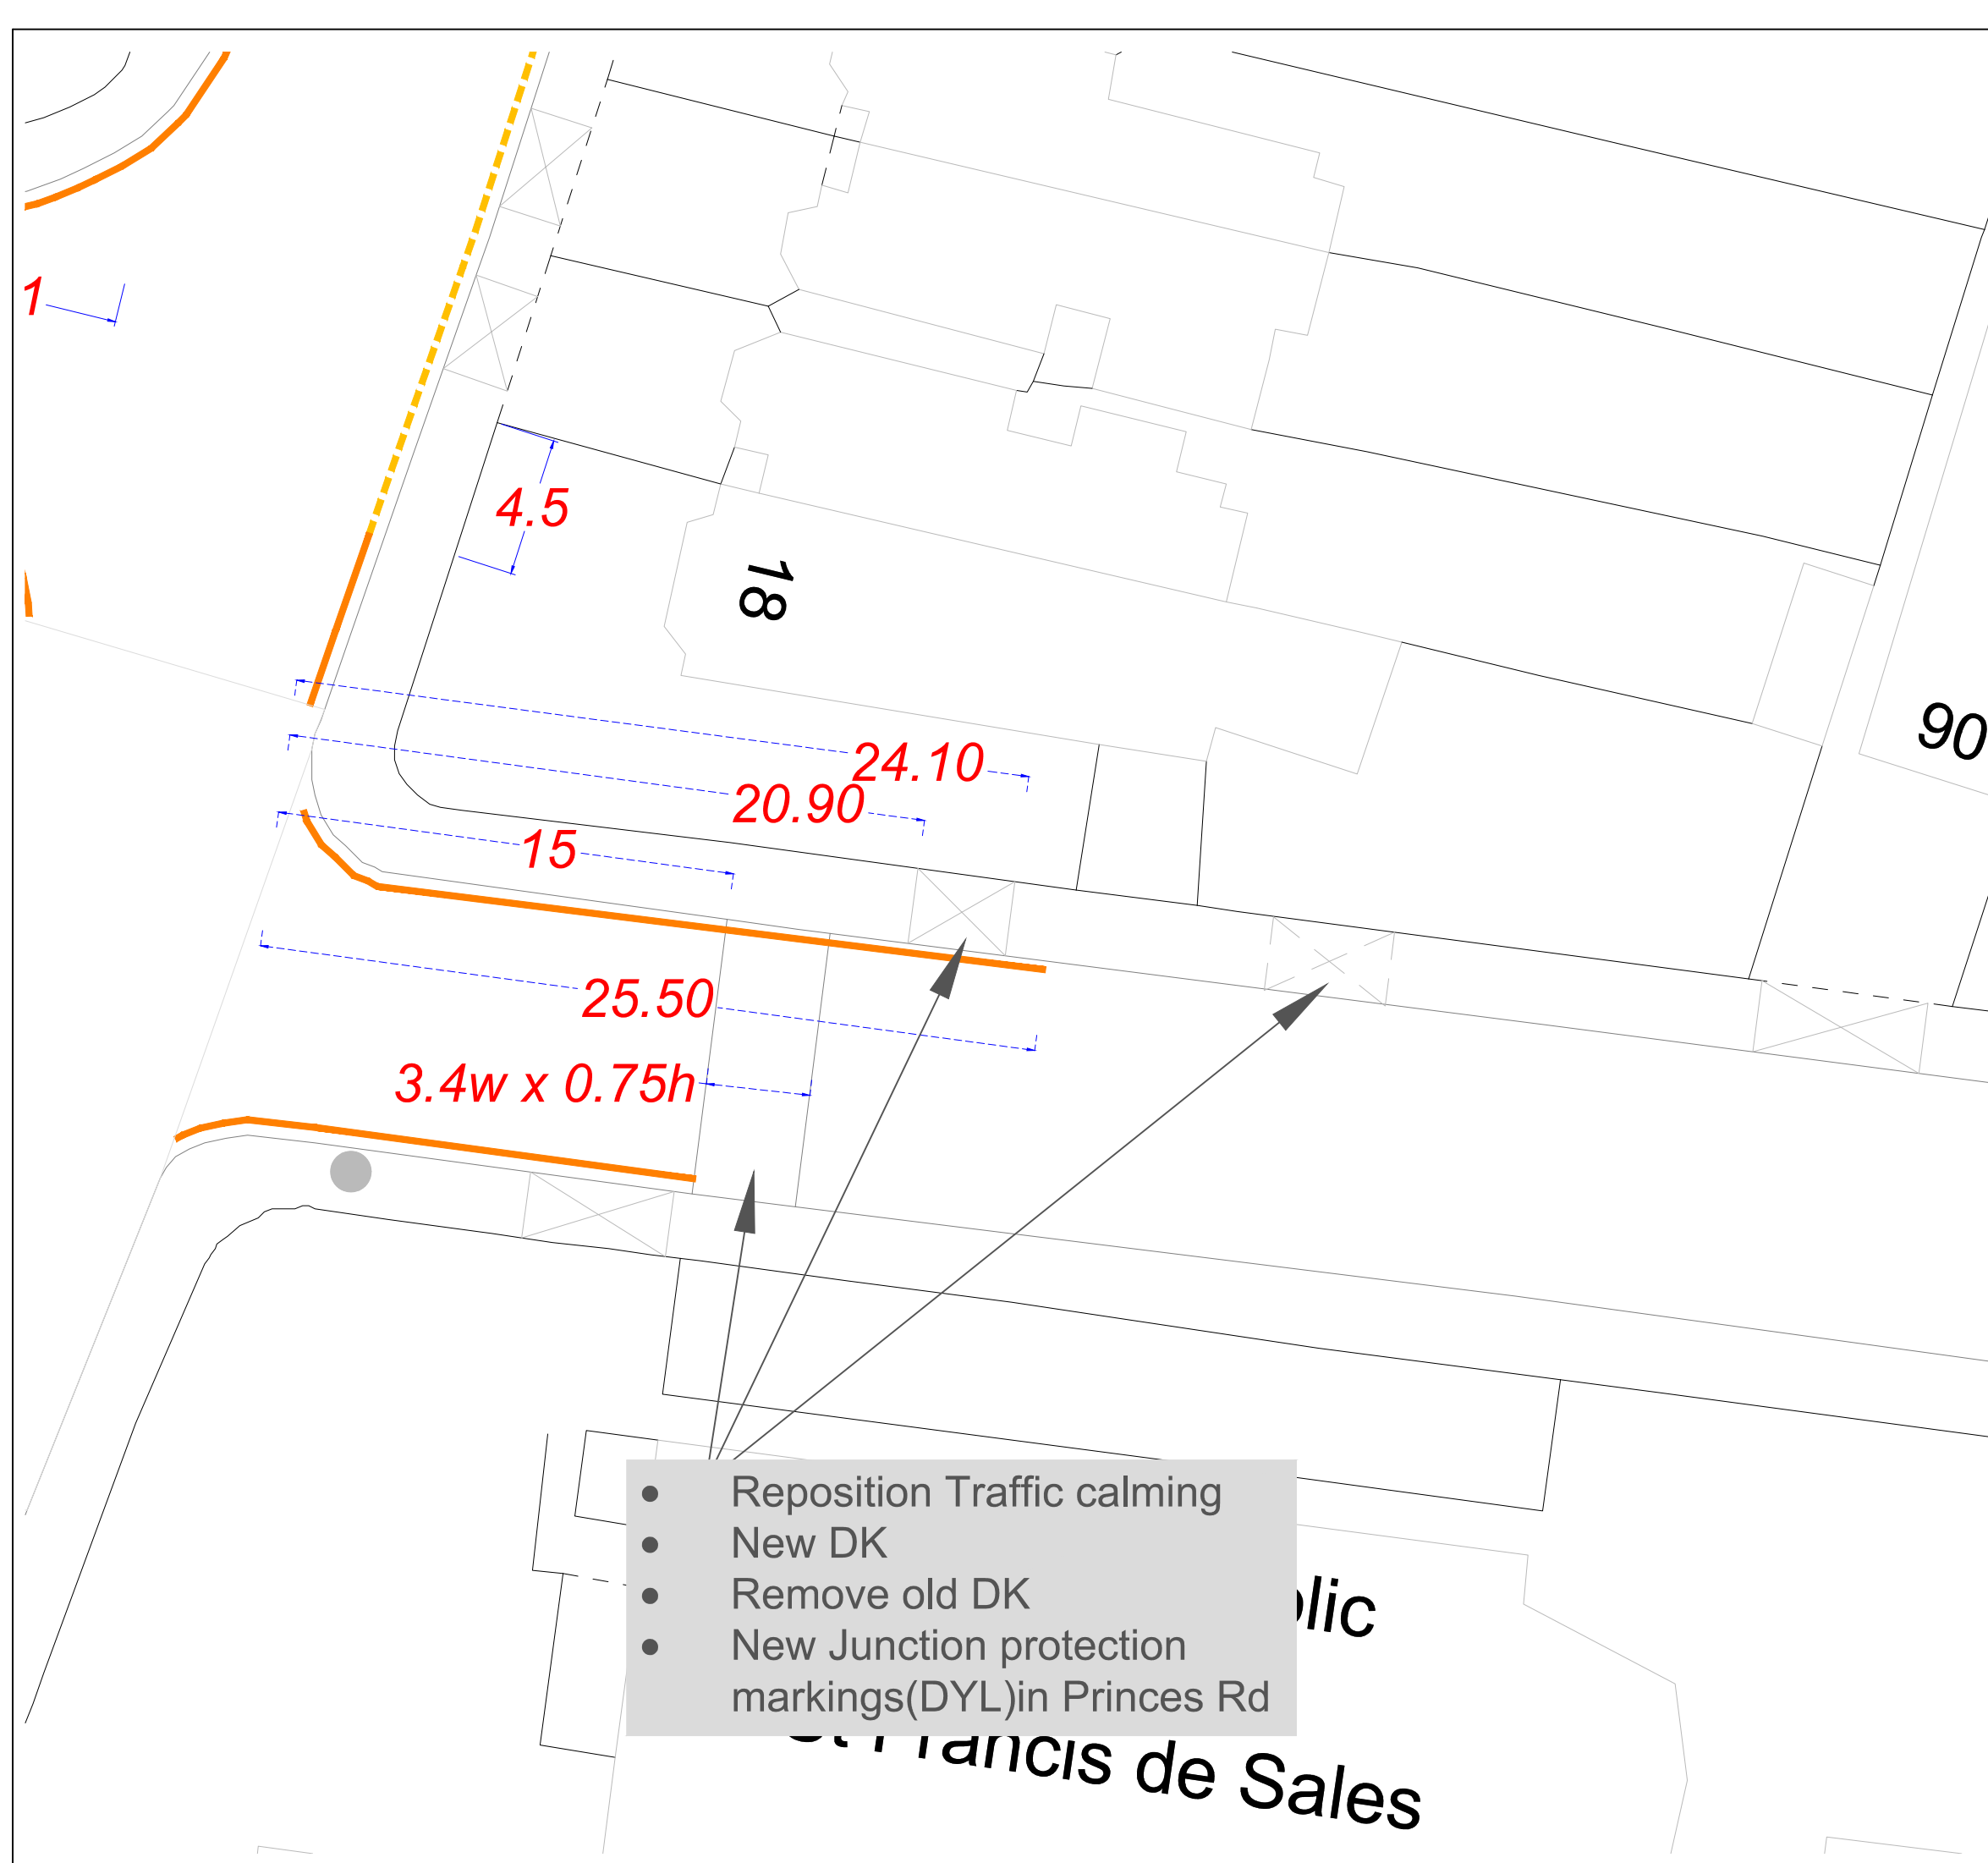 1
4.5
18
90
24.10
20.90
15
25.50
3.4w x 0.75h
• Reposition Traffic calming
• New DK
• Remove old DK
• New Junction protection
markings(DYL)in Princes Rd
lic
Francis de Sales